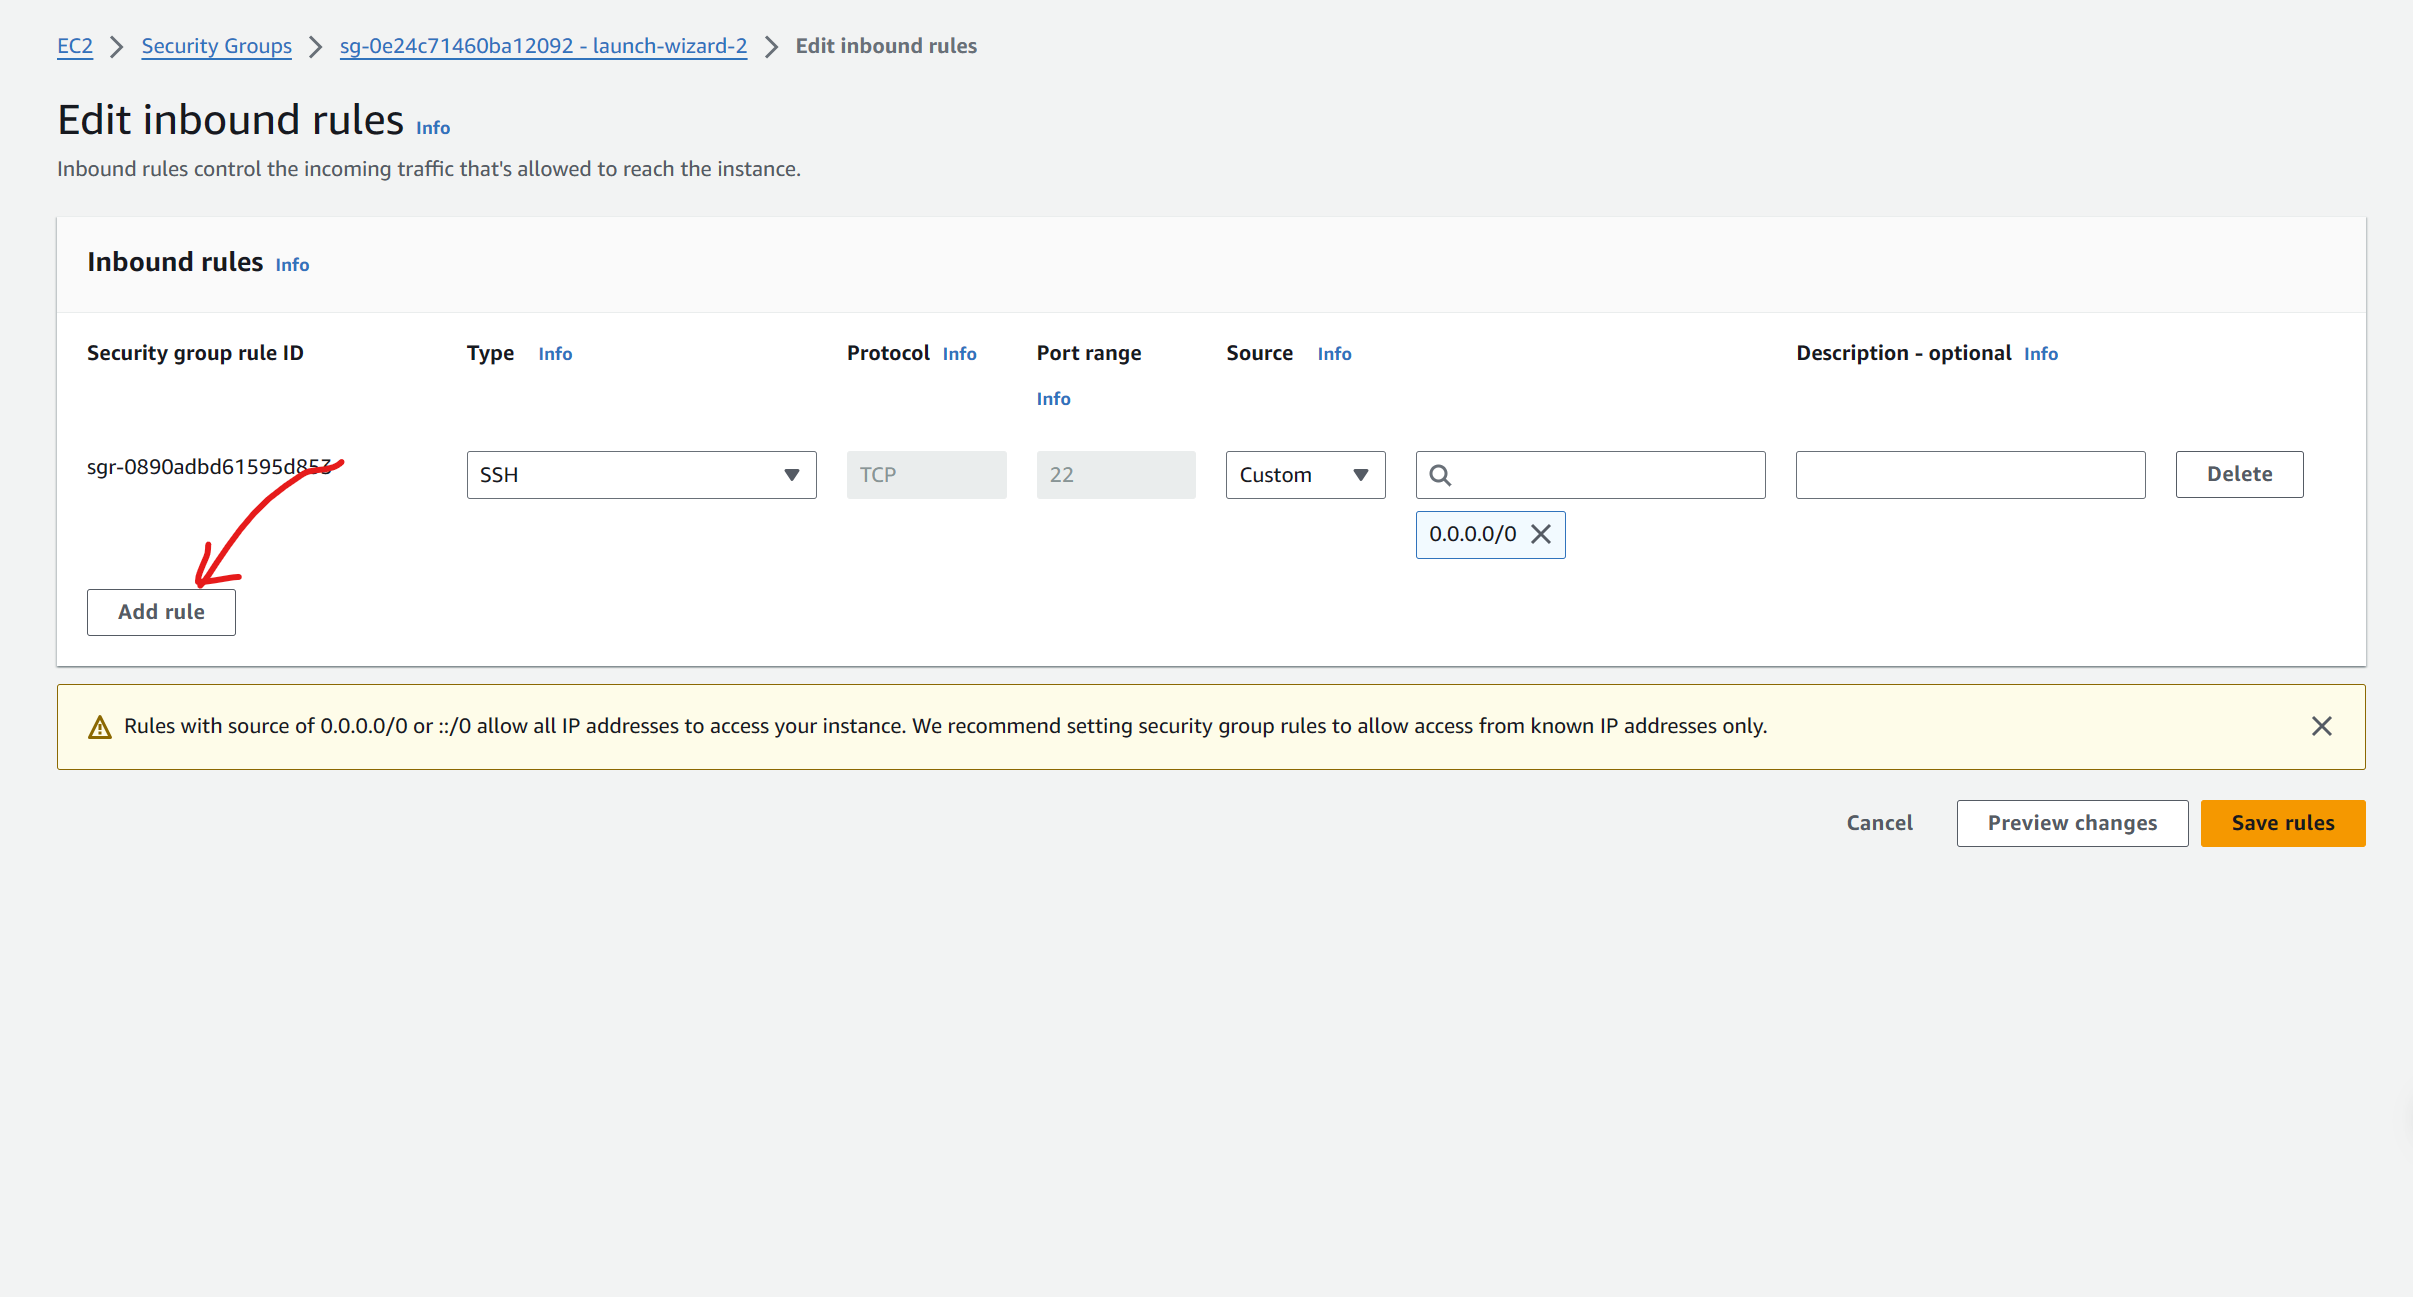 EC2 > Security Groups > sg-0e24c71460ba12092 - launch-wizard-2 > Edit inbound rules
Edit inbound rules Info
Inbound rules control the incoming traffic that's allowed to reach the instance.
Inbound rules Info
Security group rule ID Type Info Protocol Info Port range Info Source Info Description - optional Info
sgr-0890adbd61595d853 SSH TCP 22 Custom Delete
0.0.0.0/0
Add rule
Rules with source of 0.0.0.0/0 or ::/0 allow all IP addresses to access your instance. We recommend setting security group rules to allow access from known IP addresses only.
Cancel Preview changes Save rules